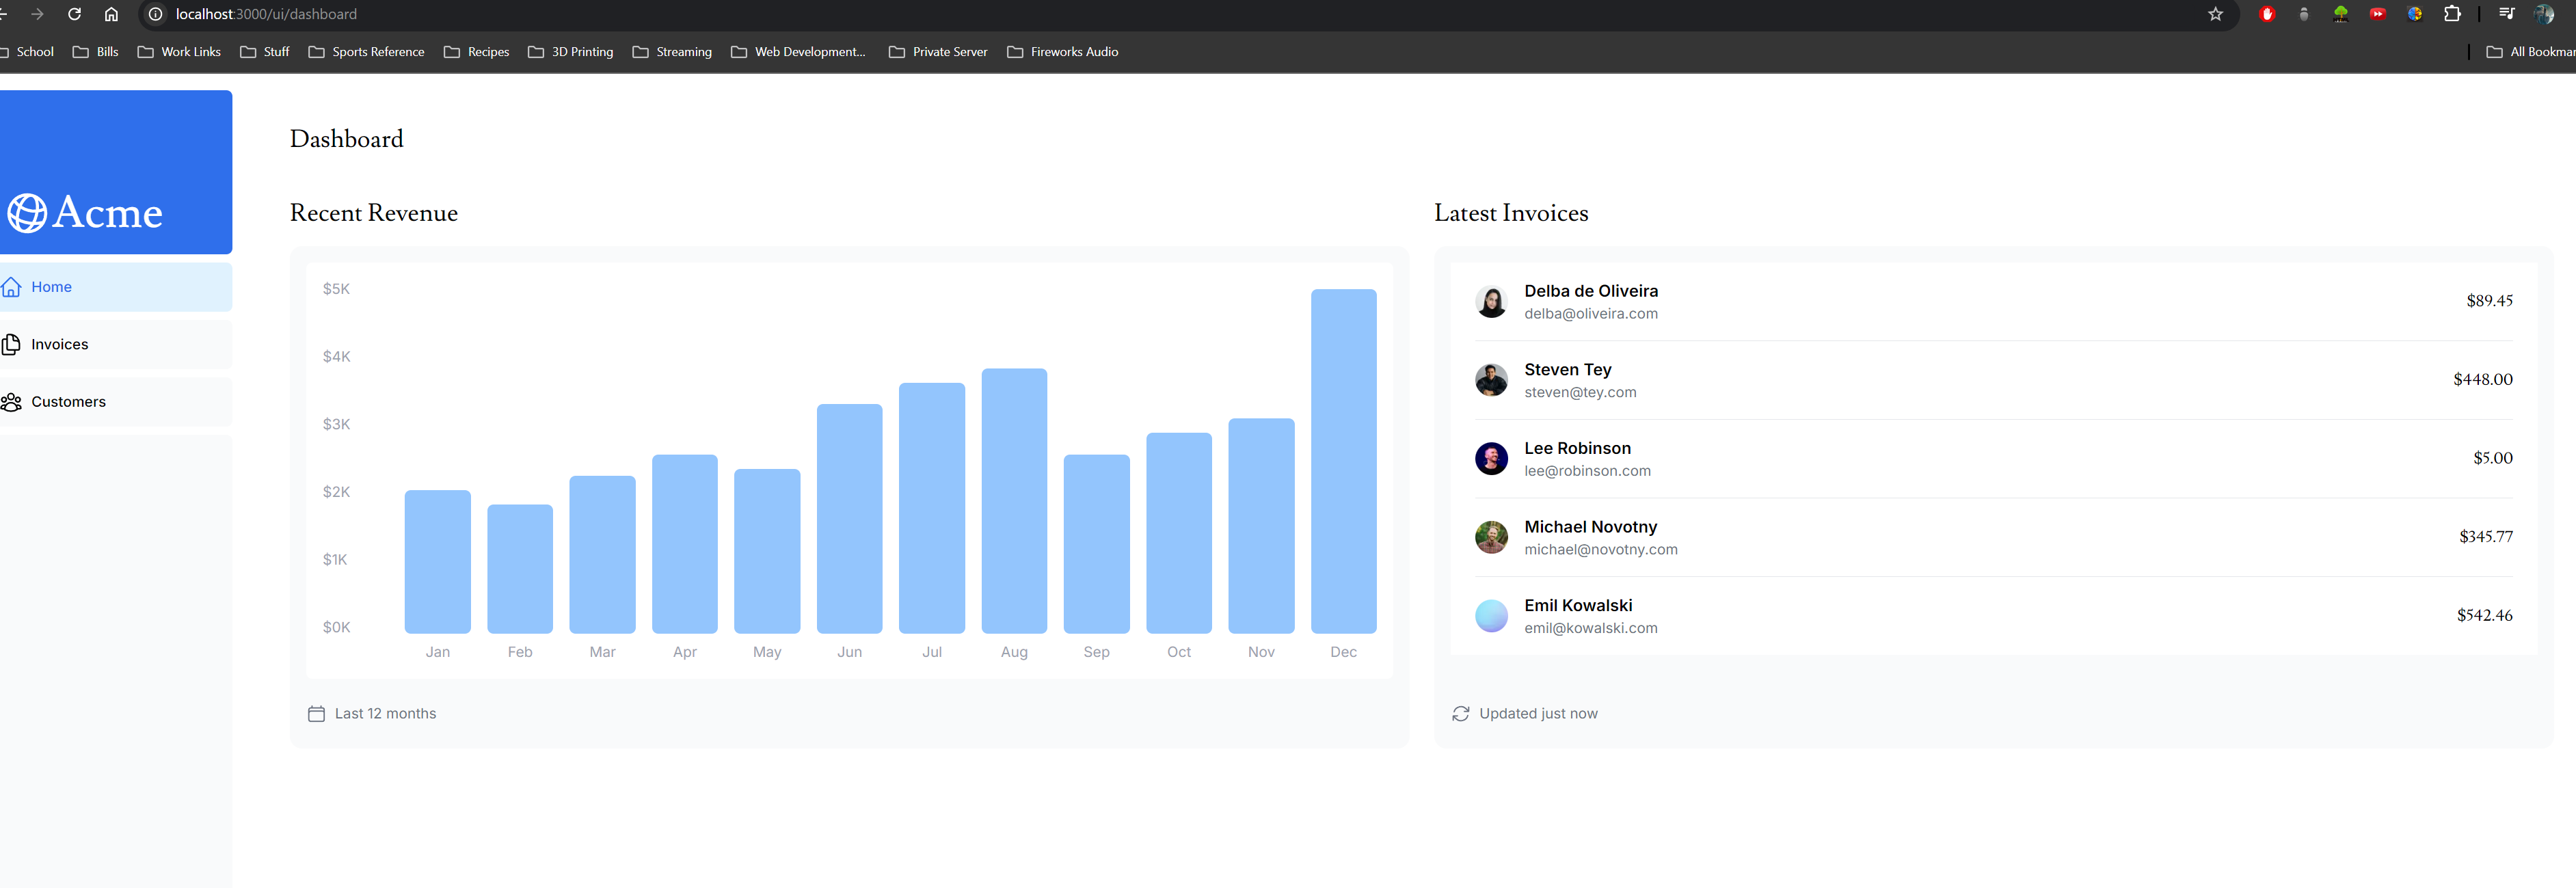 localhost:3000/ui/dashboard
School Bills Work Links Stuff Sports Reference Recipes 3D Printing Streaming Web Development... Private Server Fireworks Audio
Acme
Home
Invoices
Customers
Dashboard
Recent Revenue
$5K
$4K
$3K
$2K
$1K
$0K
Jan Feb Mar Apr May Jun Jul Aug Sep Oct Nov Dec
Last 12 months
Latest Invoices
Delba de Oliveira
delba@oliveira.com
$89.45
Steven Tey
steven@tey.com
$448.00
Lee Robinson
lee@robinson.com
$5.00
Michael Novotny
michael@novotny.com
$345.77
Emil Kowalski
emil@kowalski.com
$542.46
Updated just now
All Bookmar